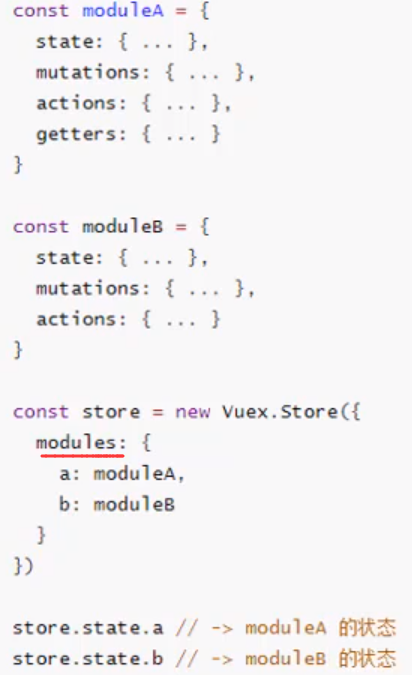 const moduleA = {
  state: { ... },
  mutations: { ... },
  actions: { ... },
  getters: { ... }
}

const moduleB = {
  state: { ... },
  mutations: { ... },
  actions: { ... }
}

const store = new Vuex.Store({
  modules: {
    a: moduleA,
    b: moduleB
  }
})

store.state.a // -> moduleA 的状态
store.state.b // -> moduleB 的状态